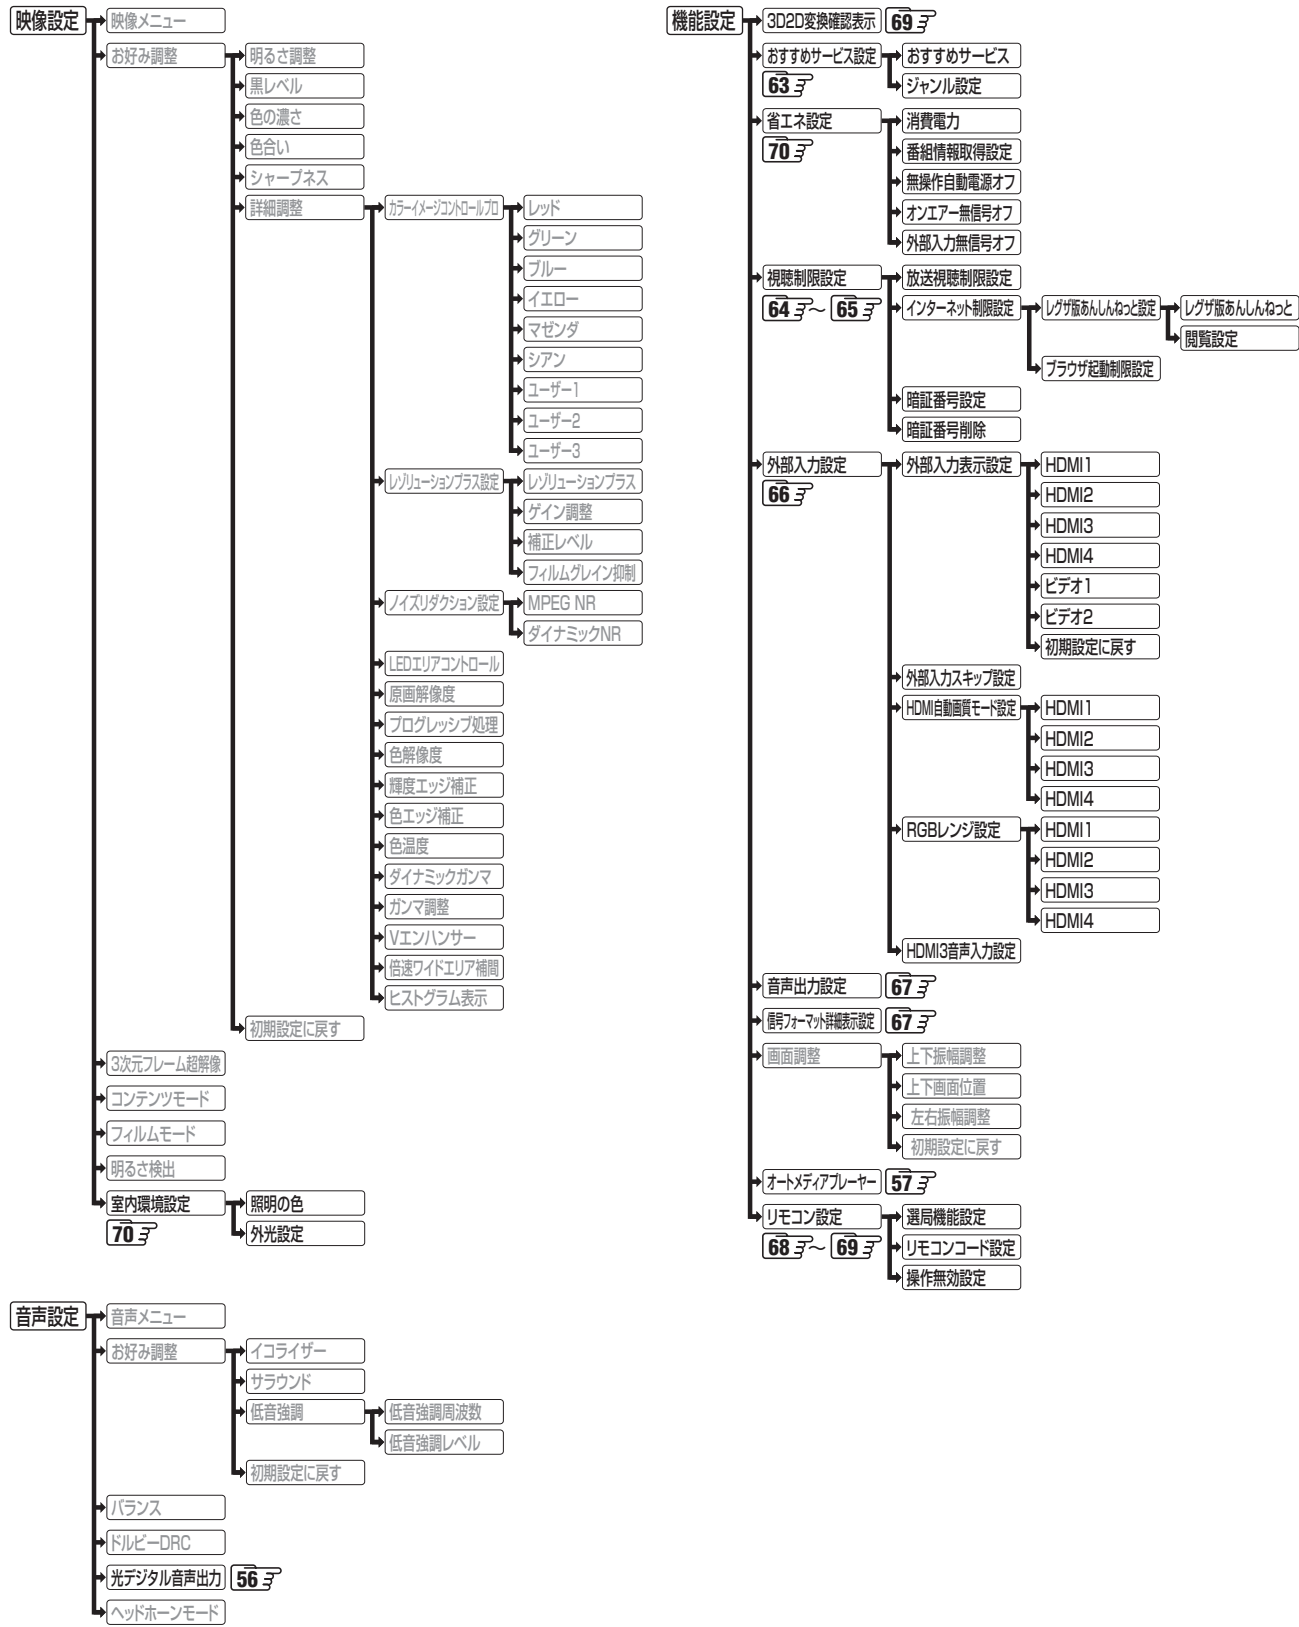 映像設定
映像メニュー
お好み調整
明るさ調整
黒レベル
色の濃さ
色合い
シャープネス
詳細調整
カラーイメージコントロールプロ
レッド
グリーン
ブルー
イエロー
マゼンダ
シアン
ユーザー1
ユーザー2
ユーザー3
レゾリューションプラス設定
レゾリューションプラス
ゲイン調整
補正レベル
フィルムグレイン抑制
ノイズリダクション設定
MPEG NR
ダイナミックNR
LEDエリアコントロール
原画解像度
プログレッシブ処理
色解像度
輝度エッジ補正
色エッジ補正
色温度
ダイナミックガンマ
ガンマ調整
Vエンハンサー
倍速ワイドエリア補間
ヒストグラム表示
初期設定に戻す
3次元フレーム超解像
コンテンツモード
フィルムモード
明るさ検出
室内環境設定
70
照明の色
外光設定
音声設定
音声メニュー
お好み調整
イコライザー
サラウンド
低音強調
低音強調周波数
低音強調レベル
初期設定に戻す
バランス
ドルビーDRC
光デジタル音声出力 56
ヘッドホーンモード
機能設定
3D2D変換確認表示 69
おすすめサービス設定
63
おすすめサービス
ジャンル設定
省エネ設定
70
消費電力
番組情報取得設定
無操作自動電源オフ
オンエアー無信号オフ
外部入力無信号オフ
視聴制限設定
64 ～ 65
放送視聴制限設定
インターネット制限設定
レグザ版あんしんねっと設定
レグザ版あんしんねっと
閲覧設定
ブラウザ起動制限設定
暗証番号設定
暗証番号削除
外部入力設定
66
外部入力表示設定
HDMI1
HDMI2
HDMI3
HDMI4
ビデオ1
ビデオ2
初期設定に戻す
外部入力スキップ設定
HDMI自動画質モード設定
HDMI1
HDMI2
HDMI3
HDMI4
RGBレンジ設定
HDMI1
HDMI2
HDMI3
HDMI4
HDMI3音声入力設定
音声出力設定 67
信号フォーマット詳細表示設定 67
画面調整
上下振幅調整
上下画面位置
左右振幅調整
初期設定に戻す
オートメディアプレーヤー 57
リモコン設定
68 ～ 69
選局機能設定
リモコンコード設定
操作無効設定